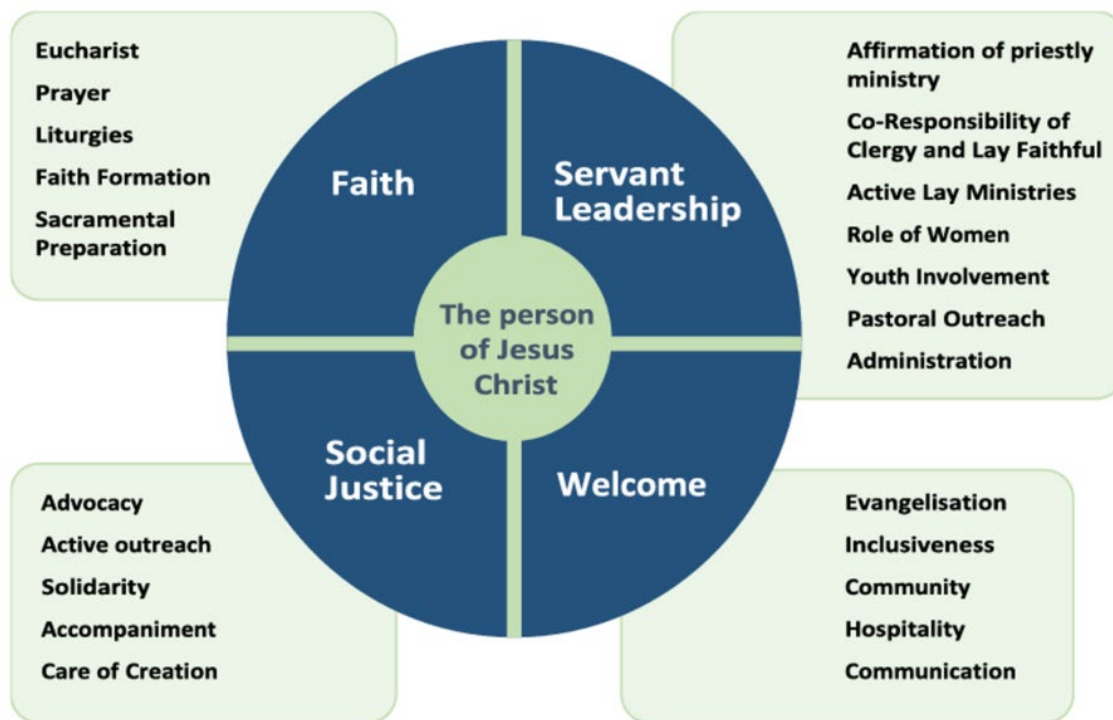 Eucharist
Prayer
Liturgies
Faith Formation
Sacramental
Preparation
Faith
Servant
Leadership
Affirmation of priestly
ministry
Co-Responsibility of
Clergy and Lay Faithful
Active Lay Ministries
Role of Women
Youth Involvement
Pastoral Outreach
Administration
The person
of Jesus
Christ
Social
Justice
Welcome
Advocacy
Active outreach
Solidarity
Accompaniment
Care of Creation
Evangelisation
Inclusiveness
Community
Hospitality
Communication